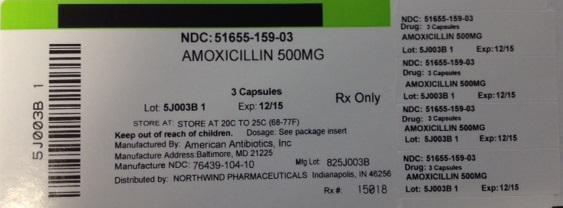 5J003B 1
NDC: 51655-159-03
AMOXICILLIN 500MG
3 Capsules
Lot: 5J003B 1 Exp: 12/15
Rx Only
STORE AT: STORE AT 20C TO 25C (68-77F)
Keep out of reach of children. Dosage: See package insert
Manufactured By: American Antibiotics, Inc
Manufacture Address:Baltimore, MD 21225
Manufacture NDC: 76439-104-10 Mfg Lot: 825J003B
Distributed by: NORTHWIND PHARMACEUTICALS Indianapolis, IN 46256
Rx #: 15018
NDC: 51655-159-03
Drug: 3 Capsules
AMOXICILLIN 500MG
Lot: 5J003B 1 Exp: 12/15
NDC: 51655-159-03
Drug: 3 Capsules
AMOXICILLIN 500MG
Lot: 5J003B 1 Exp: 12/15
NDC: 51655-159-03
Drug: 3 Capsules
AMOXICILLIN 500MG
Lot: 5J003B 1 Exp: 12/15
NDC: 51655-159-03
Drug: 3 Capsules
AMOXICILLIN 500MG
Lot: 5J003B 1 Exp: 12/15